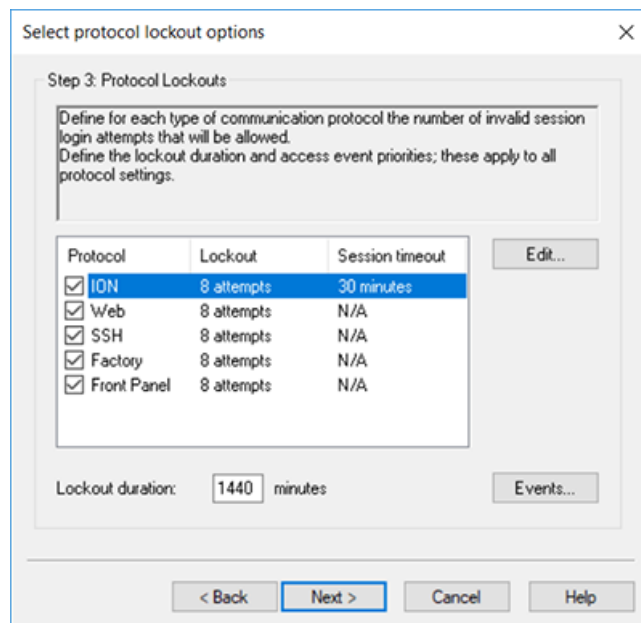 Select protocol lockout options
Step 3: Protocol Lockouts
Define for each type of communication protocol the number of invalid session
login attempts that will be allowed.
Define the lockout duration and access event priorities; these apply to all
protocol settings.
Protocol Lockout Session timeout
ION 8 attempts 30 minutes
Web 8 attempts N/A
SSH 8 attempts N/A
Factory 8 attempts N/A
Front Panel 8 attempts N/A
Edit...
Lockout duration: 1440 minutes
Events...
< Back Next > Cancel Help